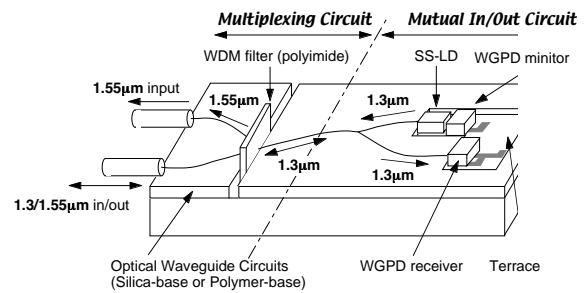 Multiplexing Circuit
Mutual In/Out Circuit
WDM filter (polyimide)
SS-LD
WGPD minitor
1.55μm input
1.55μm
1.3μm
1.3μm
1.3μm
1.3/1.55μm in/out
Optical Waveguide Circuits
(Silica-base or Polymer-base)
WGPD receiver
Terrace